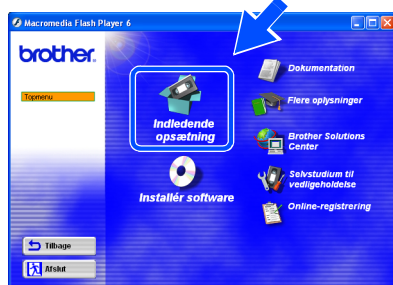 Macromedia Flash Player 6
brother.
Topmenu
Indledende
opsætning
Installér software
Dokumentation
Flere oplysninger
Brother Solutions
Center
Selvstudium til
vedligeholdelse
Online-registrering
Tilbage
Afslut